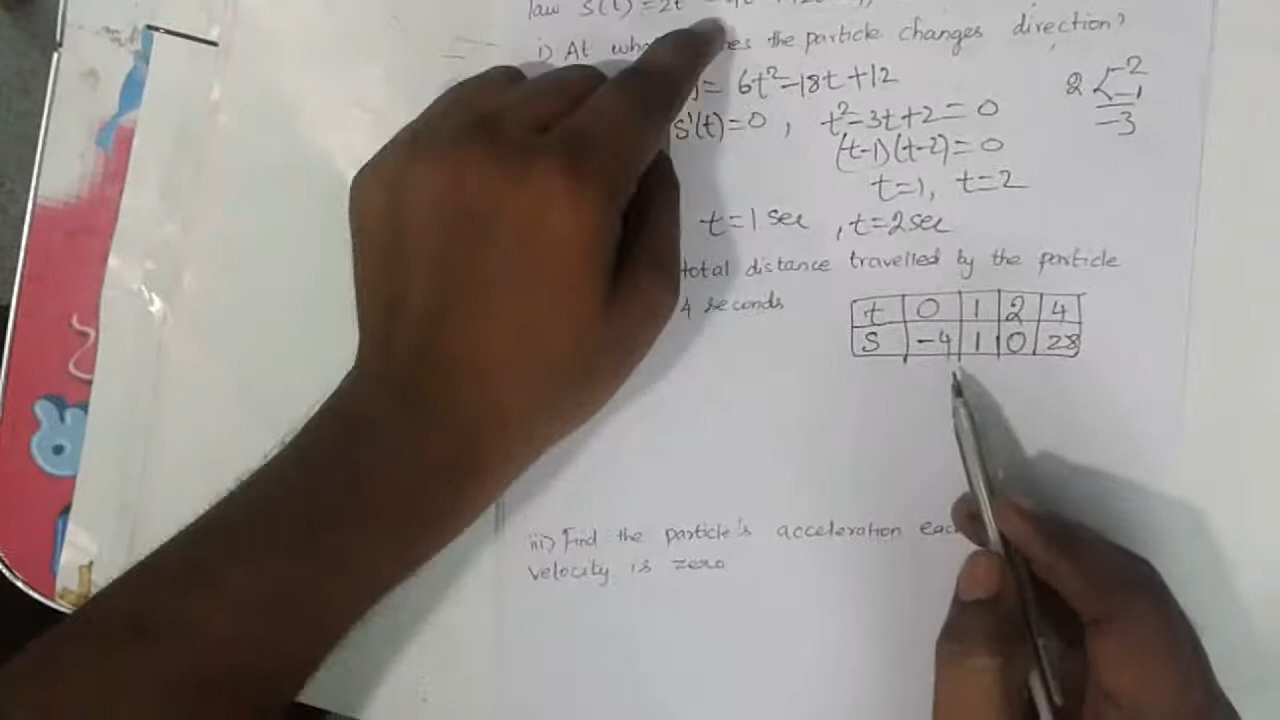 law s(t) = 2t
i) At the particle changes direction?
= 6t²-18t+12
2 < -2 -1
-3
s'(t)=0 , t²-3t+2=0
(t-1)(t-2)=0
t=1, t=2
t=1 sec , t=2sec
total distance travelled by the particle
4 seconds
t 0 1 2 4
S -4 1 0 28
iii) Find the particle's acceleration
velocity is zero